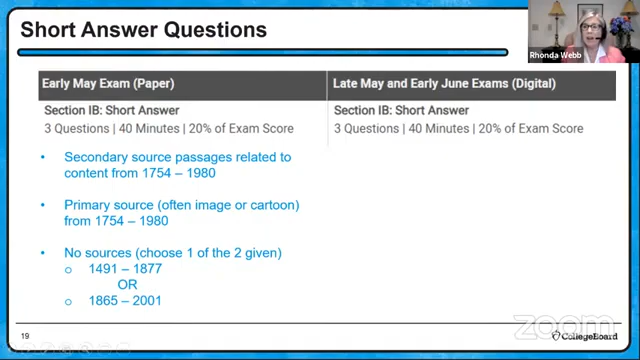 Short Answer Questions
Rhonda Webb
Early May Exam (Paper)
Late May and Early June Exams (Digital)
Section IB: Short Answer
3 Questions | 40 Minutes | 20% of Exam Score
Section IB: Short Answer
3 Questions | 40 Minutes | 20% of Exam Score
• Secondary source passages related to
content from 1754 – 1980
• Primary source (often image or cartoon)
from 1754 – 1980
• No sources (choose 1 of the 2 given)
o 1491 – 1877
OR
o 1865 – 2001
19
zoom
CollegeBoard